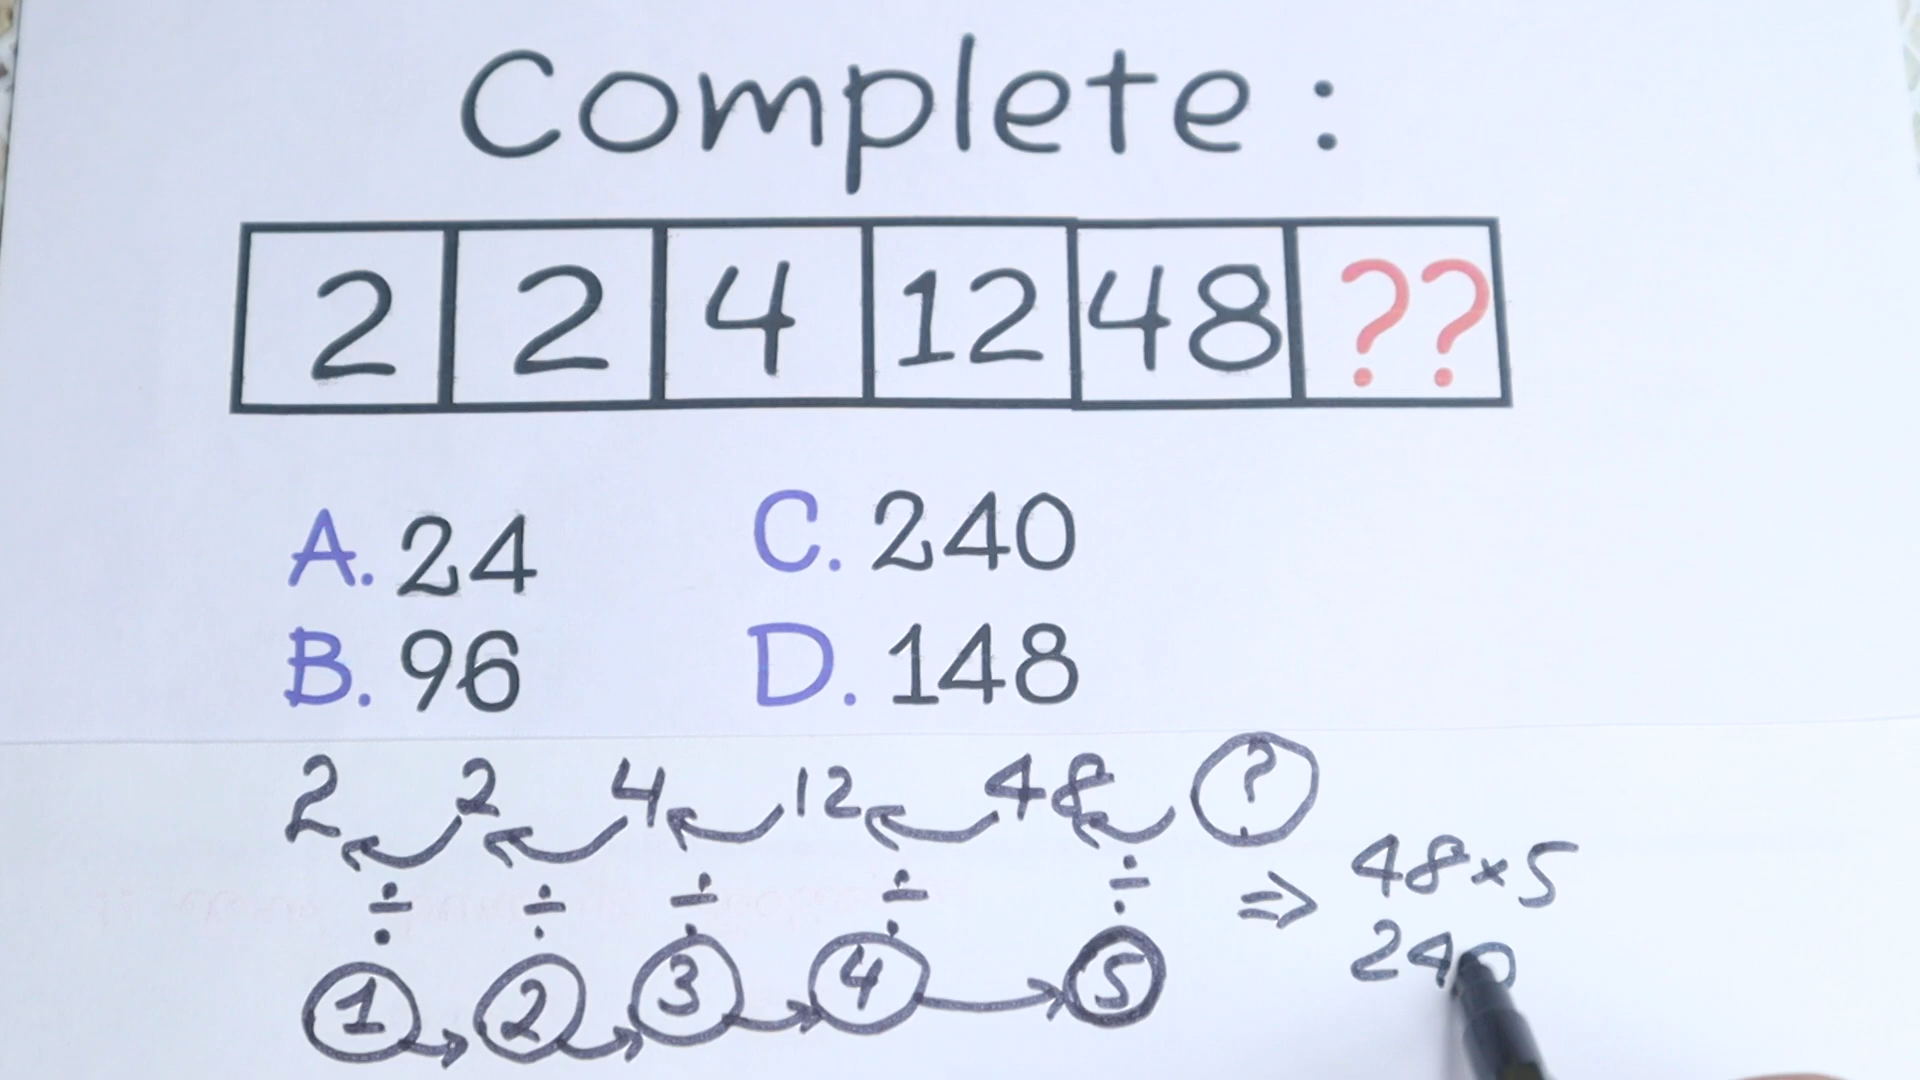 Complete :
2 2 4 12 48 ??
A. 24 C. 240
B. 96 D. 148
2 2 4 12 48 ?
÷ ÷ ÷ ÷ ÷ ⇒ 48×5
1 2 3 4 5 240